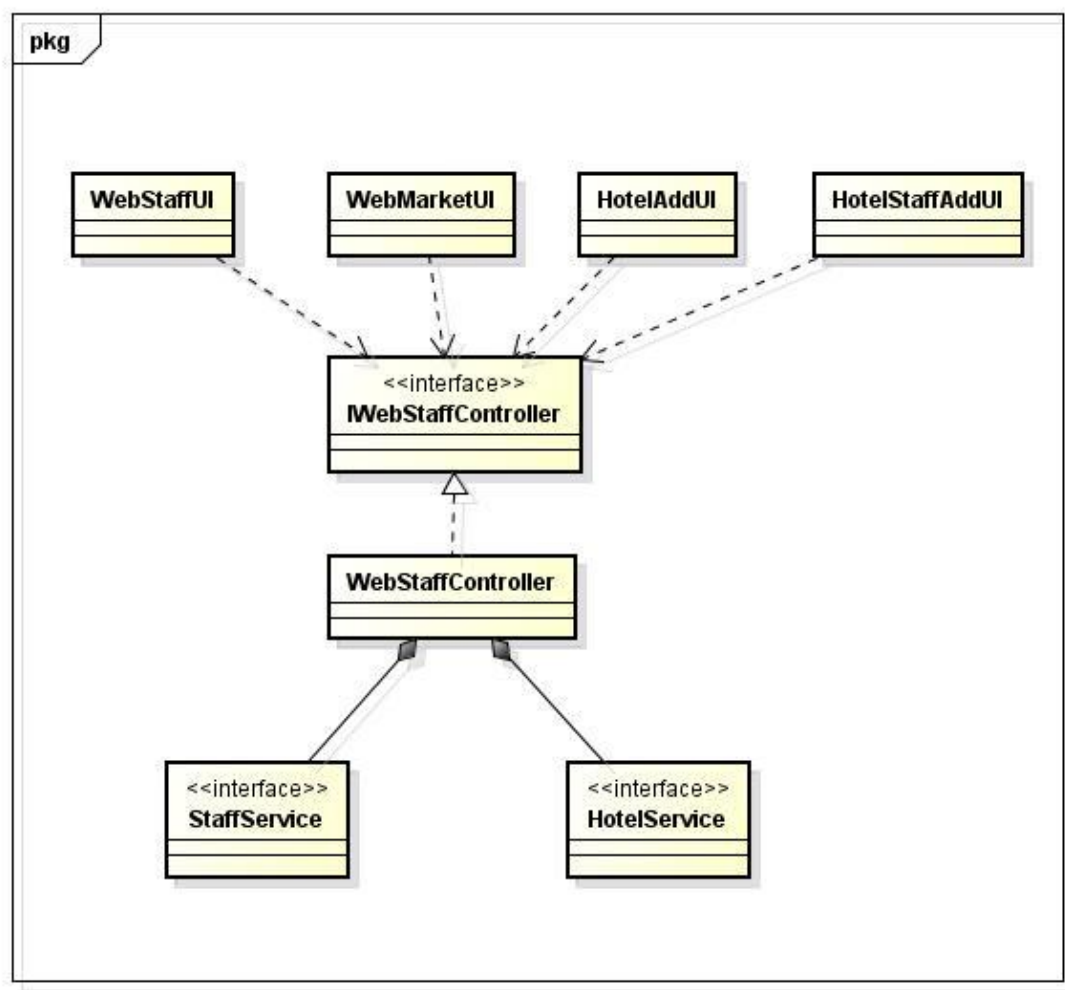 pkg
WebStaffUI
WebMarketUI
HotelAddUI
HotelStaffAddUI
<<interface>>
IWebStaffController
WebStaffController
<<interface>>
StaffService
<<interface>>
HotelService